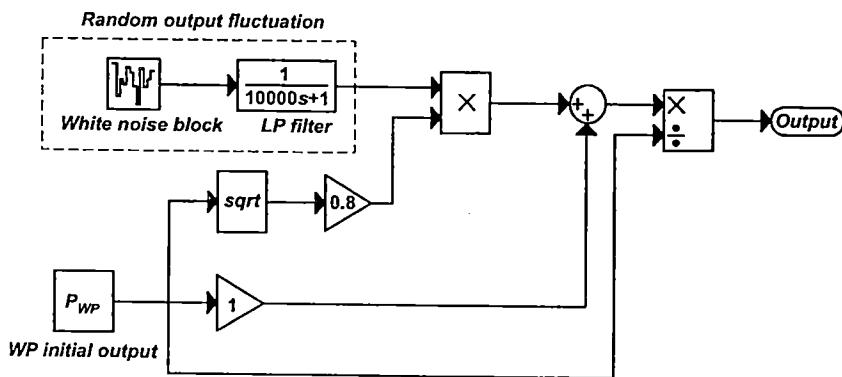 Random output fluctuation
1
10000s+1
White noise block
LP filter
×
+
+
×
÷
Output
sqrt
0.8
P_WP
1
WP initial output